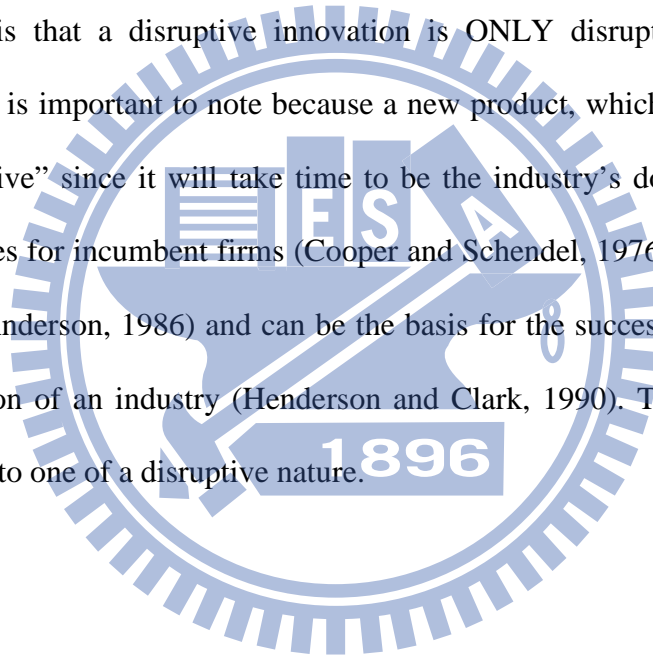 is that a disruptive innovation is ONLY disrupt
is important to note because a new product, which
ive” since it will take time to be the industry’s do
es for incumbent firms (Cooper and Schendel, 1976
nderson, 1986) and can be the basis for the succes
on of an industry (Henderson and Clark, 1990). T
to one of a disruptive nature.
E S A
1896